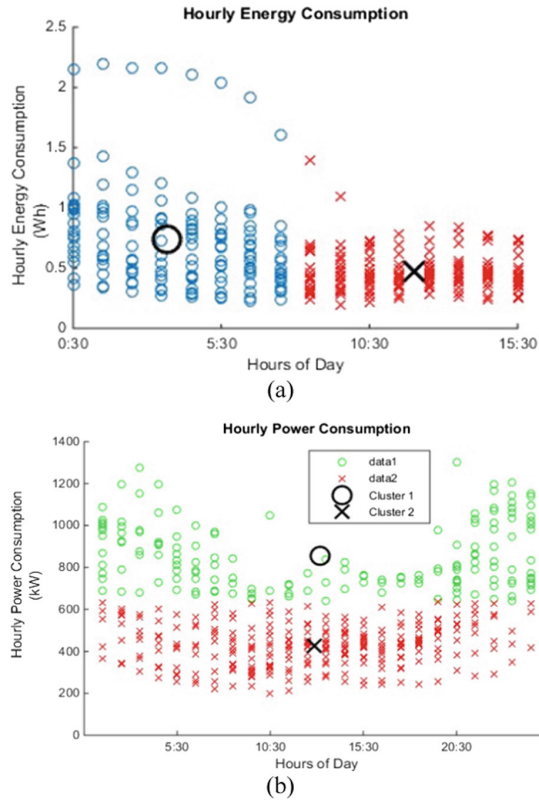 Hourly Energy Consumption
2.5
2
1.5
1
0.5
0
Hourly Energy Consumption
(Wh)
0:30 5:30 10:30 15:30
Hours of Day
(a)
Hourly Power Consumption
1400
1200
1000
800
600
400
200
0
Hourly Power Consumption
(kW)
data1
data2
Cluster 1
Cluster 2
5:30 10:30 15:30 20:30
Hours of Day
(b)